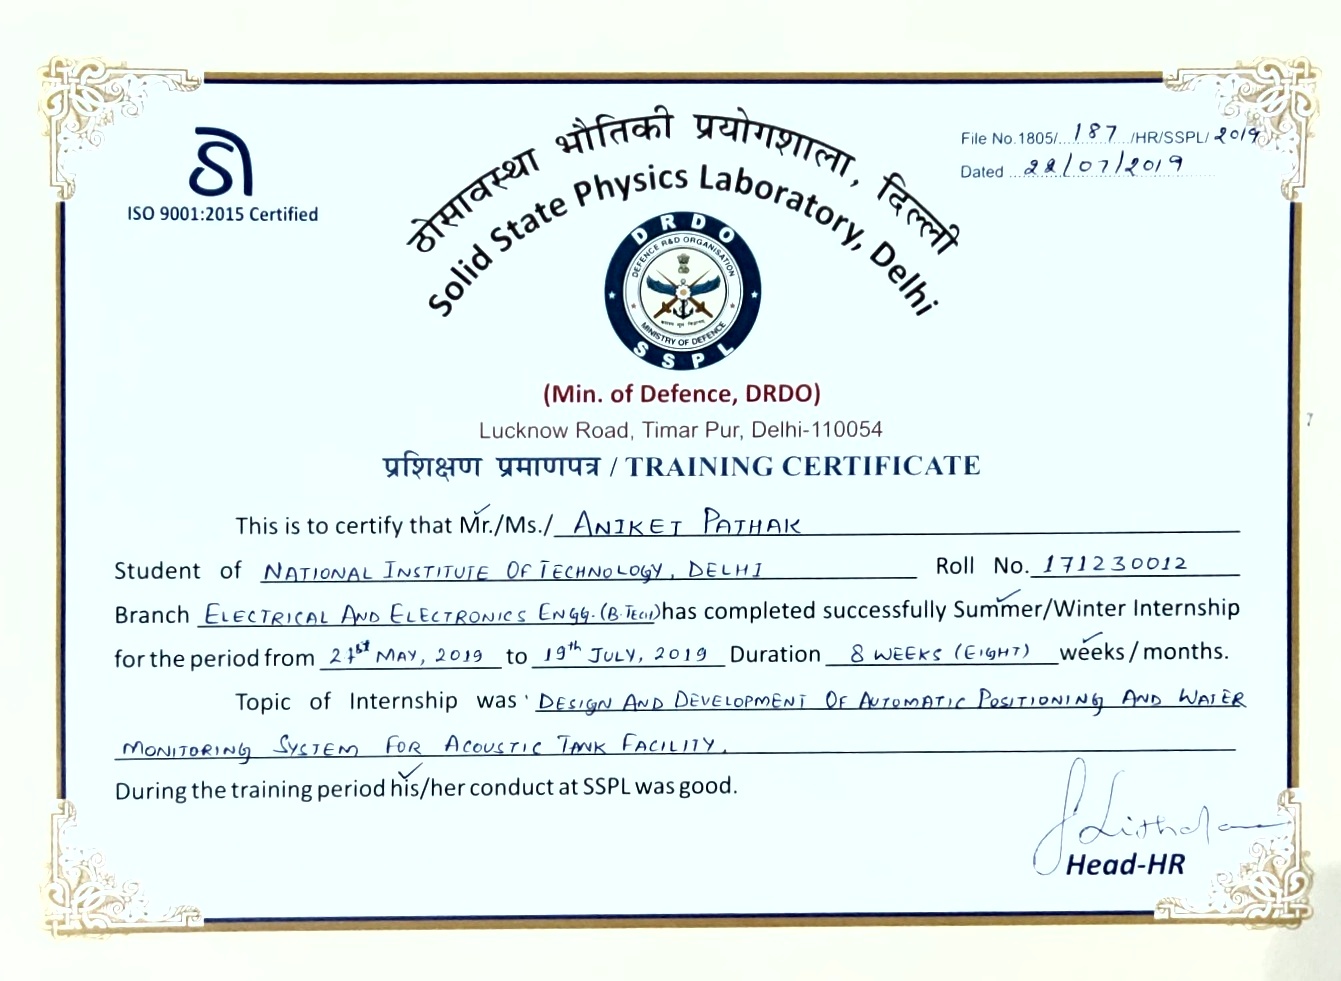 ठोसावस्था भौतिकी प्रयोगशाला, दिल्ली
Solid State Physics Laboratory, Delhi
ISO 9001:2015 Certified
File No.1805/ 187 /HR/SSPL/ 2019
Dated 22/07/2019
DRDO
DEFENCE R&D ORGANISATION
MINISTRY OF DEFENCE
SSPL
(Min. of Defence, DRDO)
Lucknow Road, Timar Pur, Delhi-110054
प्रशिक्षण प्रमाणपत्र / TRAINING CERTIFICATE
This is to certify that Mr./Ms./ ANIKET PATHAK
Student of NATIONAL INSTITUTE OF TECHNOLOGY, DELHI Roll No. 171230012
Branch ELECTRICAL AND ELECTRONICS ENGG. (B.TECH) has completed successfully Summer/Winter Internship
for the period from 21st MAY, 2019 to 19th JULY, 2019 Duration 8 WEEKS (EIGHT) weeks/months.
Topic of Internship was DESIGN AND DEVELOPMENT OF AUTOMATIC POSITIONING AND WATER
MONITORING SYSTEM FOR ACOUSTIC TANK FACILITY.
During the training period his/her conduct at SSPL was good.
Head-HR